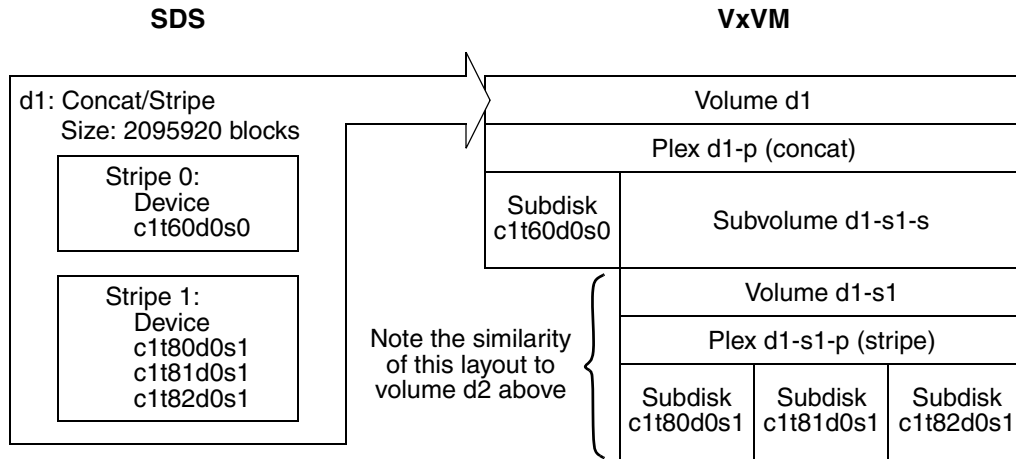 SDS
VxVM
d1: Concat/Stripe
Size: 2095920 blocks
Stripe 0:
Device
c1t60d0s0
Stripe 1:
Device
c1t80d0s1
c1t81d0s1
c1t82d0s1
Volume d1
Plex d1-p (concat)
Subdisk
c1t60d0s0
Subvolume d1-s1-s
Note the similarity
of this layout to
volume d2 above
Volume d1-s1
Plex d1-s1-p (stripe)
Subdisk
c1t80d0s1
Subdisk
c1t81d0s1
Subdisk
c1t82d0s1